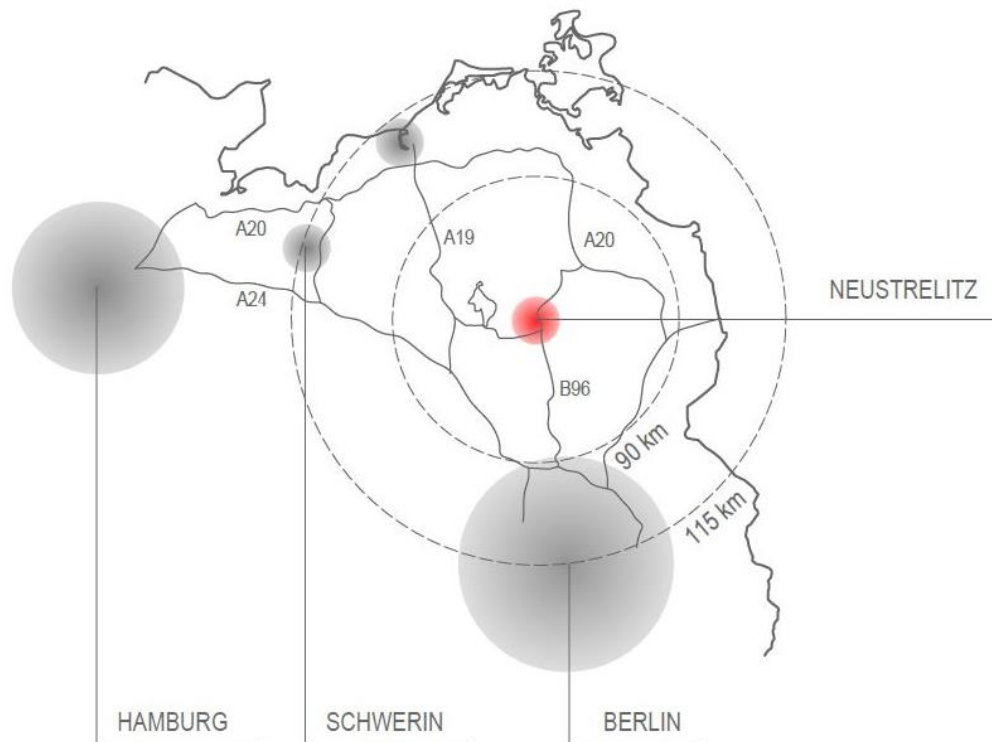 A20
A19
A20
A24
NEUSTRELITZ
B96
90 km
115 km
HAMBURG
SCHWERIN
BERLIN